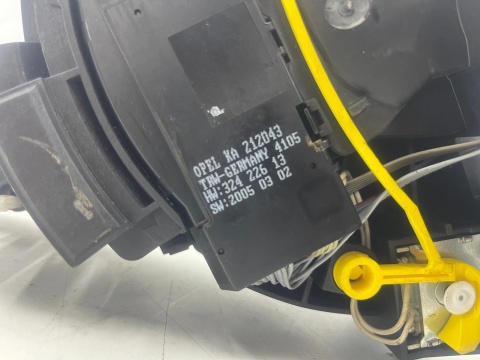 OPEL KA 212043
TRW-GERMANY 4105
HW:324 226 13
SW:2005 03 02